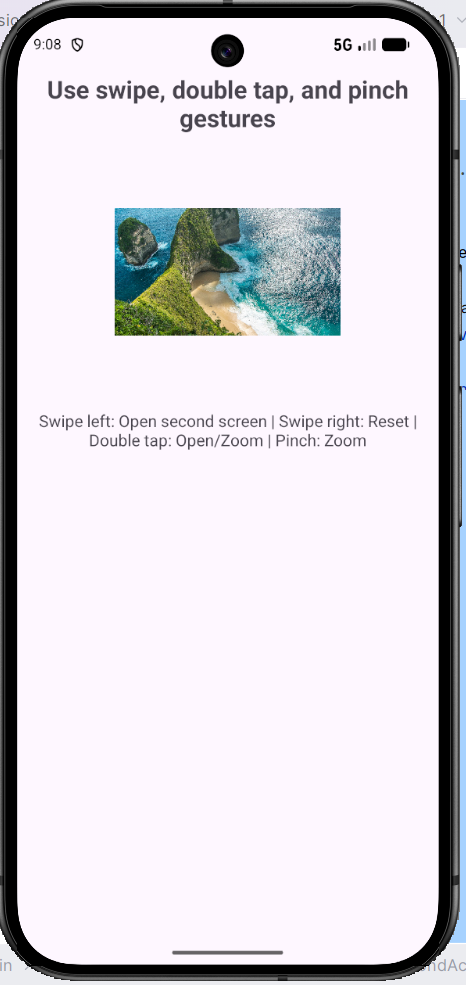 9:08
5G
1
Use swipe, double tap, and pinch
gestures
Swipe left: Open second screen | Swipe right: Reset |
Double tap: Open/Zoom | Pinch: Zoom